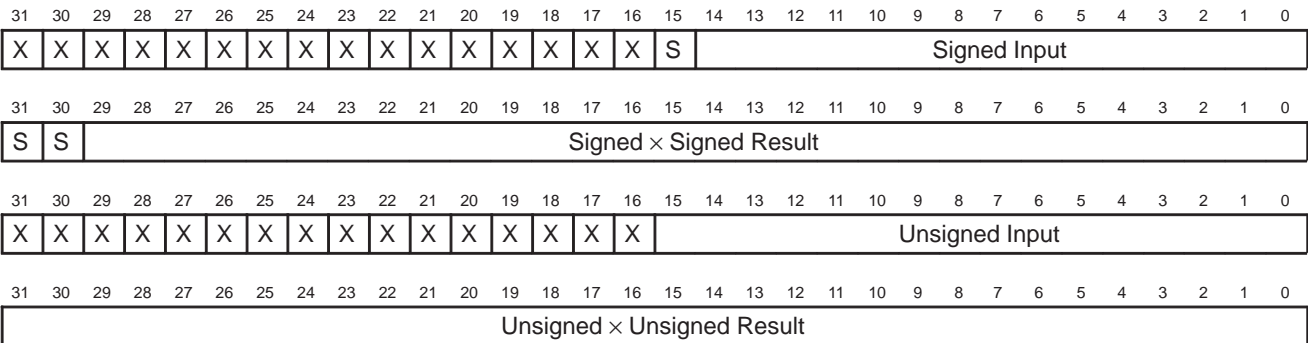 31 30 29 28 27 26 25 24 23 22 21 20 19 18 17 16 15 14 13 12 11 10 9 8 7 6 5 4 3 2 1 0
X X X X X X X X X X X X X X X X S Signed Input
31 30 29 28 27 26 25 24 23 22 21 20 19 18 17 16 15 14 13 12 11 10 9 8 7 6 5 4 3 2 1 0
S S Signed × Signed Result
31 30 29 28 27 26 25 24 23 22 21 20 19 18 17 16 15 14 13 12 11 10 9 8 7 6 5 4 3 2 1 0
X X X X X X X X X X X X X X X X Unsigned Input
31 30 29 28 27 26 25 24 23 22 21 20 19 18 17 16 15 14 13 12 11 10 9 8 7 6 5 4 3 2 1 0
Unsigned × Unsigned Result